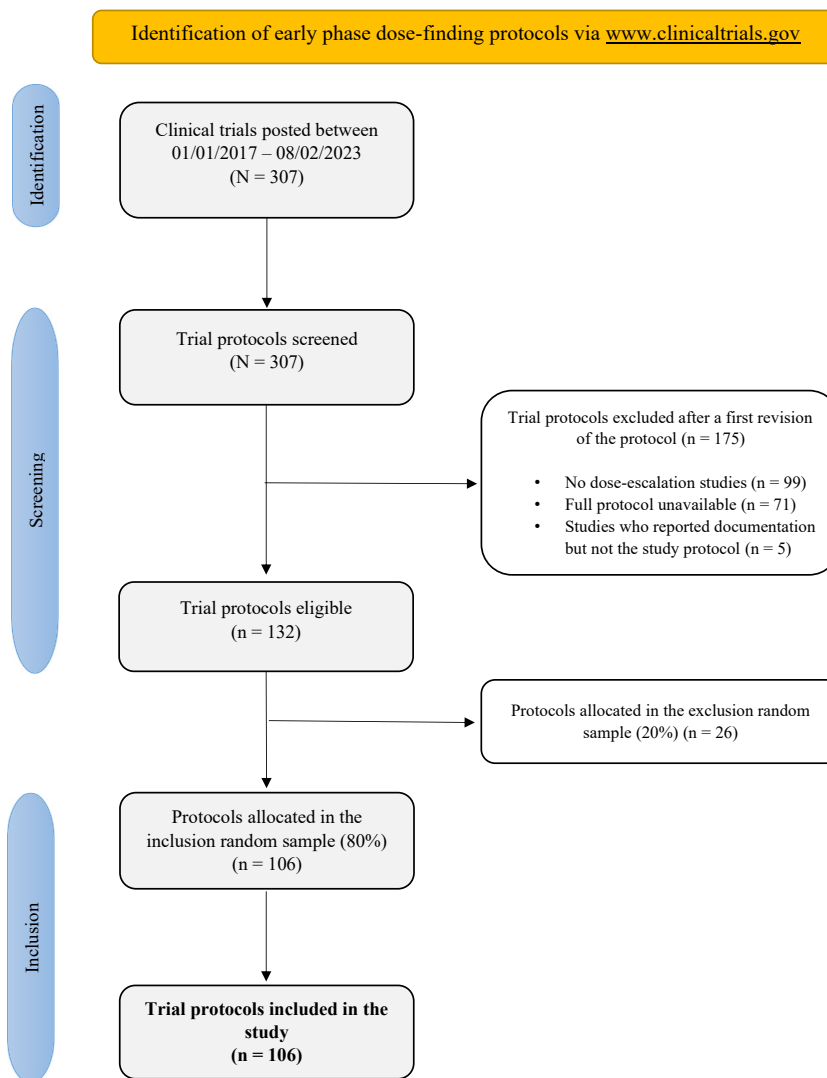 Identification of early phase dose-finding protocols via www.clinicaltrials.gov
Identification
Clinical trials posted between
01/01/2017 – 08/02/2023
(N = 307)
Screening
Trial protocols screened
(N = 307)
Trial protocols excluded after a first revision
of the protocol (n = 175)
• No dose-escalation studies (n = 99)
• Full protocol unavailable (n = 71)
• Studies who reported documentation
but not the study protocol (n = 5)
Trial protocols eligible
(n = 132)
Protocols allocated in the exclusion random
sample (20%) (n = 26)
Inclusion
Protocols allocated in the
inclusion random sample (80%)
(n = 106)
Trial protocols included in the
study
(n = 106)